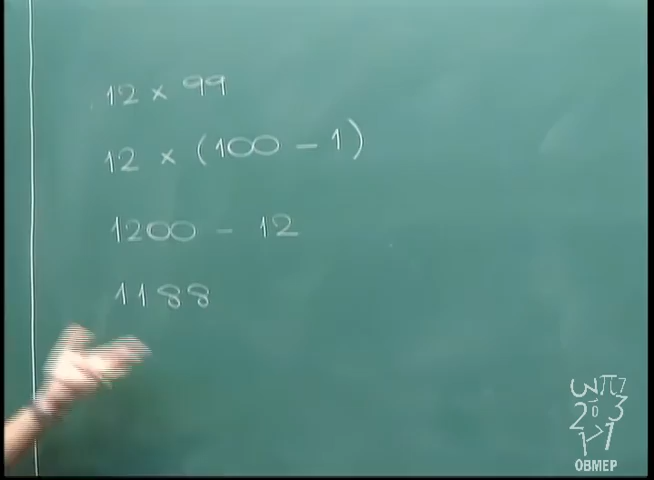 12 × 99
12 × (100 - 1)
1200 - 12
1188
OBMEP